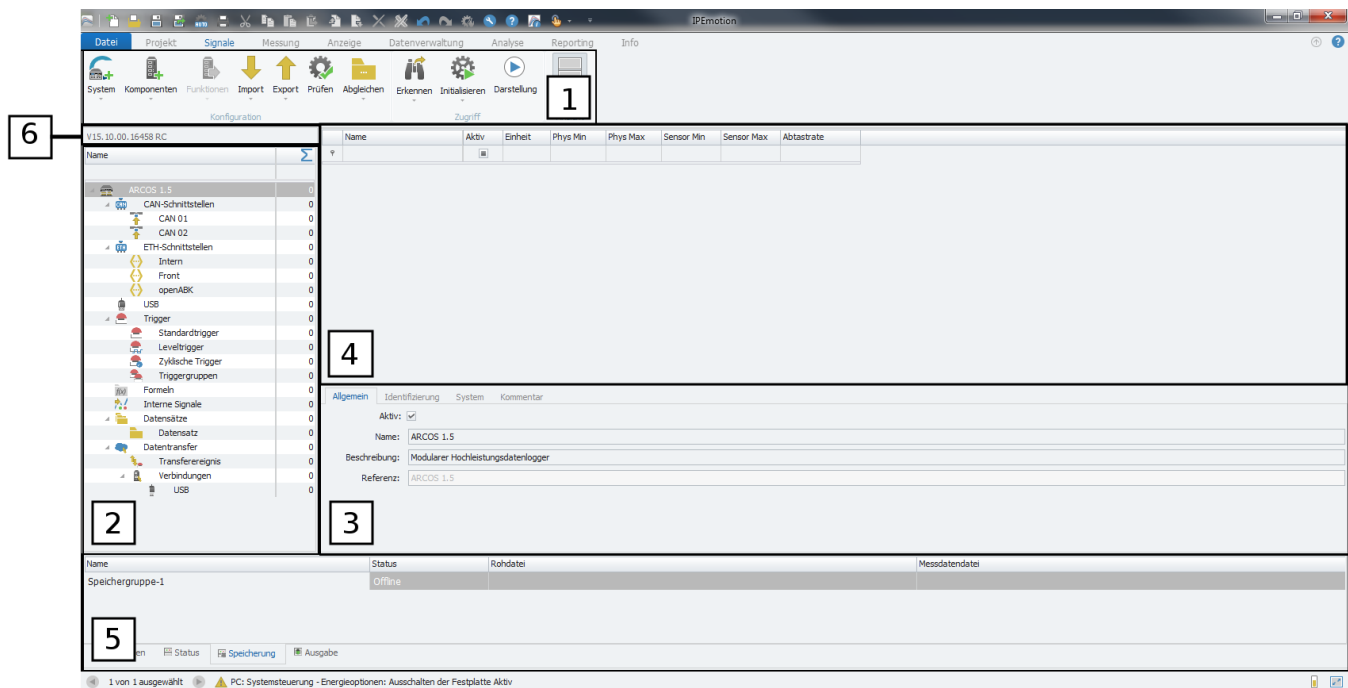 IPEmotion
Datei Projekt Signale Messung Anzeige Datenverwaltung Analyse Reporting Info
System Komponenten Funktionen Import Export Prüfen Abgleichen Erkennen Initialisieren Darstellung
1
Konfiguration Zugriff
6
V15.10.00.16458 RC
Name Aktiv Einheit Phys Min Phys Max Sensor Min Sensor Max Abtastrate
Name Σ
ARCOS 1.5 0
CAN-Schnittstellen 0
CAN 01 0
CAN 02 0
ETH-Schnittstellen 0
Intern 0
Front 0
openABK 0
USB 0
Trigger 0
Standardtrigger 0
Leveltrigger 0
Zyklische Trigger 0
Triggergruppen 0
Formeln 0
Interne Signale 0
Datensätze 0
Datensatz 0
Datentransfer 0
Transferereignis 0
Verbindungen 0
USB 0
2
4
Allgemein Identifizierung System Kommentar
Aktiv:
Name: ARCOS 1.5
Beschreibung: Modularer Hochleistungsdatenlogger
Referenz: ARCOS 1.5
3
Name Status Rohdatei Messdatendatei
Speichergruppe-1 Offline
5
Status Speicherung Ausgabe
1 von 1 ausgewählt PC: Systemsteuerung - Energieoptionen: Ausschalten der Festplatte Aktiv